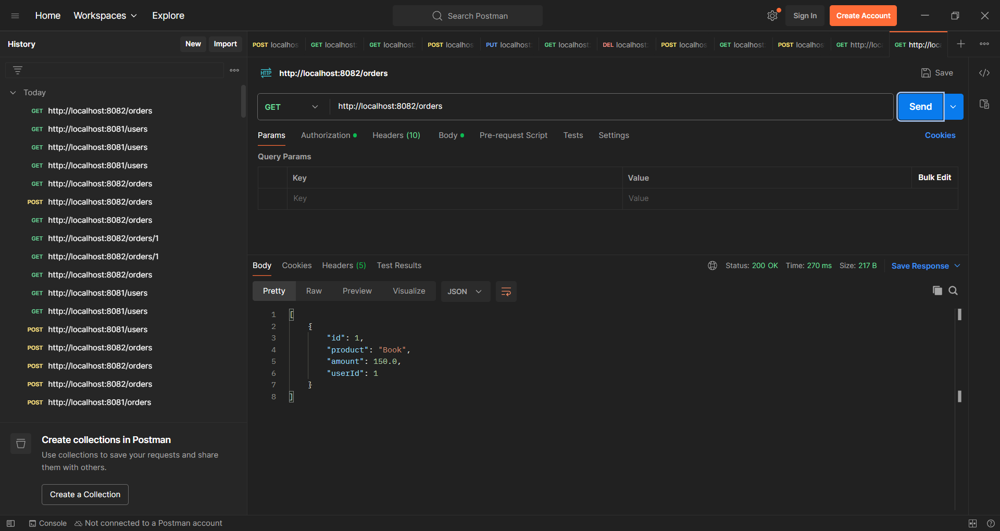 Home Workspaces Explore Search Postman Sign In Create Account
History New Import
POST localhos GET localhost: GET localhost: POST localhos PUT localhost: GET localhost: DEL localhost: POST localhos GET localhost: POST localhos GET http://loc GET http://loca
Today
GET http://localhost:8082/orders
GET http://localhost:8081/users
GET http://localhost:8081/users
GET http://localhost:8081/users
GET http://localhost:8082/orders
POST http://localhost:8082/orders
GET http://localhost:8082/orders
GET http://localhost:8082/orders/1
GET http://localhost:8082/orders/1
GET http://localhost:8082/orders
GET http://localhost:8081/users
GET http://localhost:8081/users
POST http://localhost:8081/users
POST http://localhost:8082/orders
POST http://localhost:8082/orders
POST http://localhost:8082/orders
POST http://localhost:8081/orders
Create collections in Postman
Use collections to save your requests and share
them with others.
Create a Collection
HTTP http://localhost:8082/orders Save
GET http://localhost:8082/orders Send
Params Authorization Headers (10) Body Pre-request Script Tests Settings Cookies
Query Params
Key Value Bulk Edit
Key Value
Body Cookies Headers (5) Test Results Status: 200 OK Time: 270 ms Size: 217 B Save Response
Pretty Raw Preview Visualize JSON
1 [
2 {
3 "id": 1,
4 "product": "Book",
5 "amount": 150.0,
6 "userId": 1
7 }
8 ]
Console Not connected to a Postman account